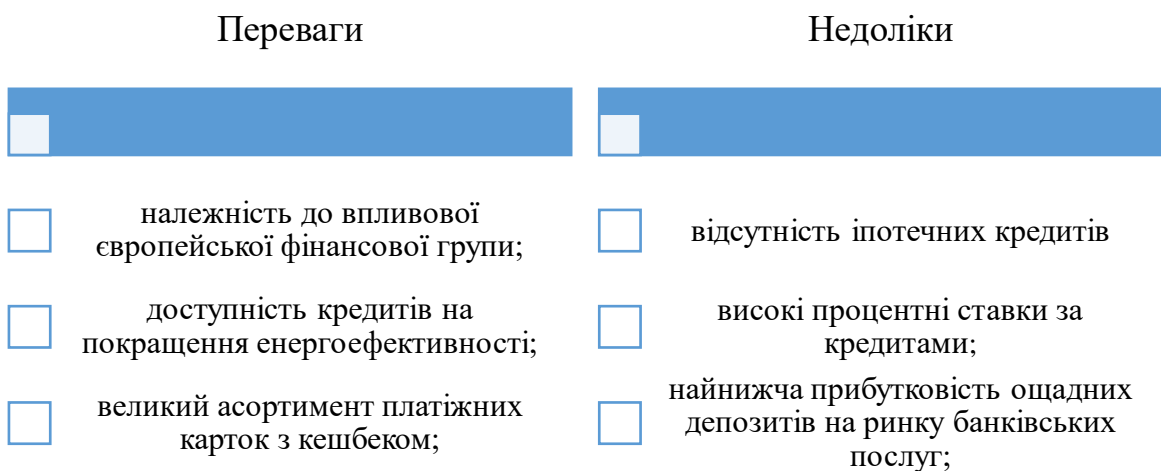 Переваги
належність до впливової
європейської фінансової групи;
доступність кредитів на
покращення енергоефективності;
великий асортимент платіжних
карток з кешбеком;
Недоліки
відсутність іпотечних кредитів
високі процентні ставки за
кредитами;
найнижча прибутковість ощадних
депозитів на ринку банківських
послуг;